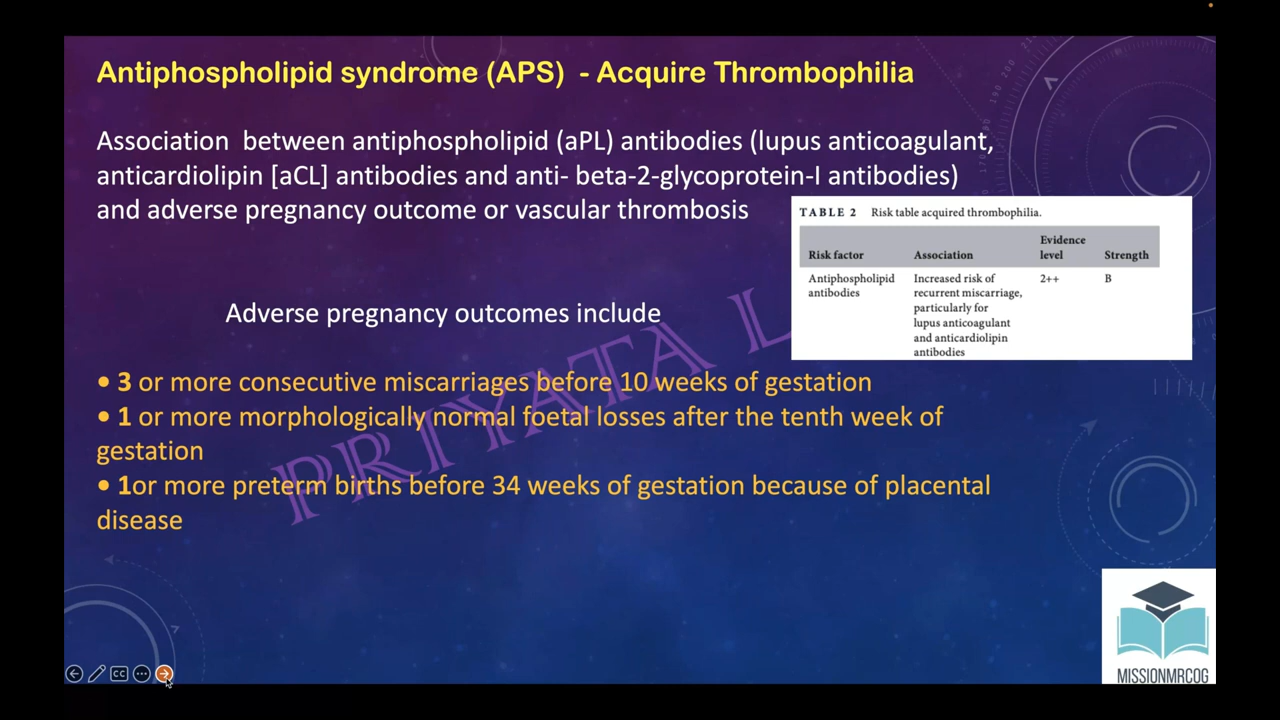 Antiphospholipid syndrome (APS)  - Acquire Thrombophilia
Association  between antiphospholipid (aPL) antibodies (lupus anticoagulant,
anticardiolipin [aCL] antibodies and anti- beta-2-glycoprotein-I antibodies)
and adverse pregnancy outcome or vascular thrombosis
TABLE 2 Risk table acquired thrombophilia.
Risk factor Association Evidence level Strength
Antiphospholipid antibodies Increased risk of 2++ B
recurrent miscarriage,
particularly for
lupus anticoagulant
and anticardiolipin
antibodies
Adverse pregnancy outcomes include
• 3 or more consecutive miscarriages before 10 weeks of gestation
• 1 or more morphologically normal foetal losses after the tenth week of
gestation
• 1or more preterm births before 34 weeks of gestation because of placental
disease
PRIYATA L
CC
MISSIONMRCOG